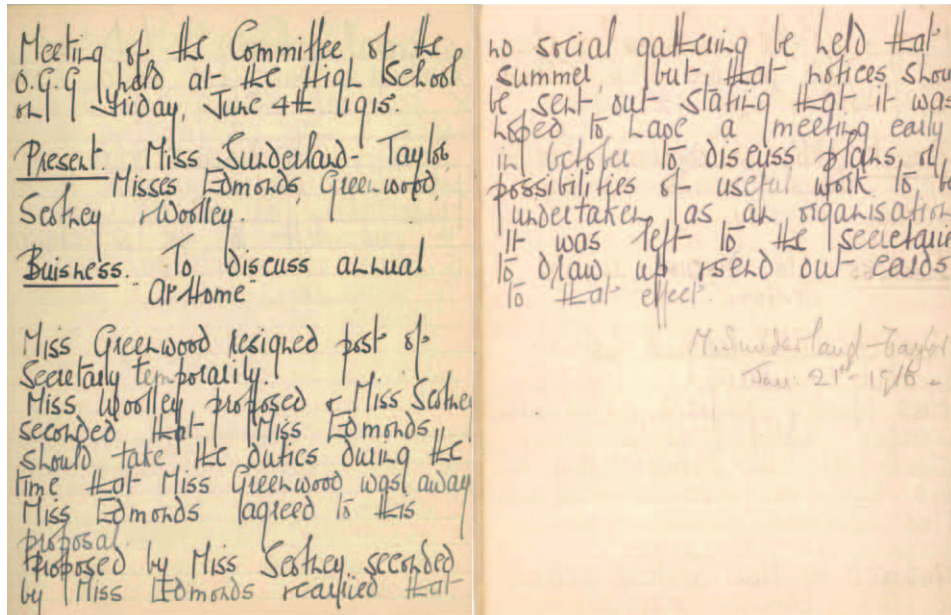 Meeting of the Committee of the
O.G.G held at the High School
on Friday, June 4th 1915.
Present. Miss Sunderland-Taylor,
Misses Edmonds, Greenwood,
Scotney & Woolley.
Buisness. To discuss annual
"At Home"
Miss Greenwood resigned post of
Secretary temporarily.
Miss Woolley proposed & Miss Scotney
seconded that Miss Edmonds
should take the duties during the
time that Miss Greenwood was away
Miss Edmonds agreed to this
proposal.
Proposed by Miss Scotney, seconded
by Miss Edmonds & carried that
no social gathering be held that
summer, but that notices shou
be sent out stating that it was
hoped to have a meeting early
in October to discuss plans, or
possibilities of useful work to be
undertaken as an organisation
It was left to the secretarie
to draw up & send out cards
to that effect.
M. Sunderland-Taylor
Jan: 21st 1916.